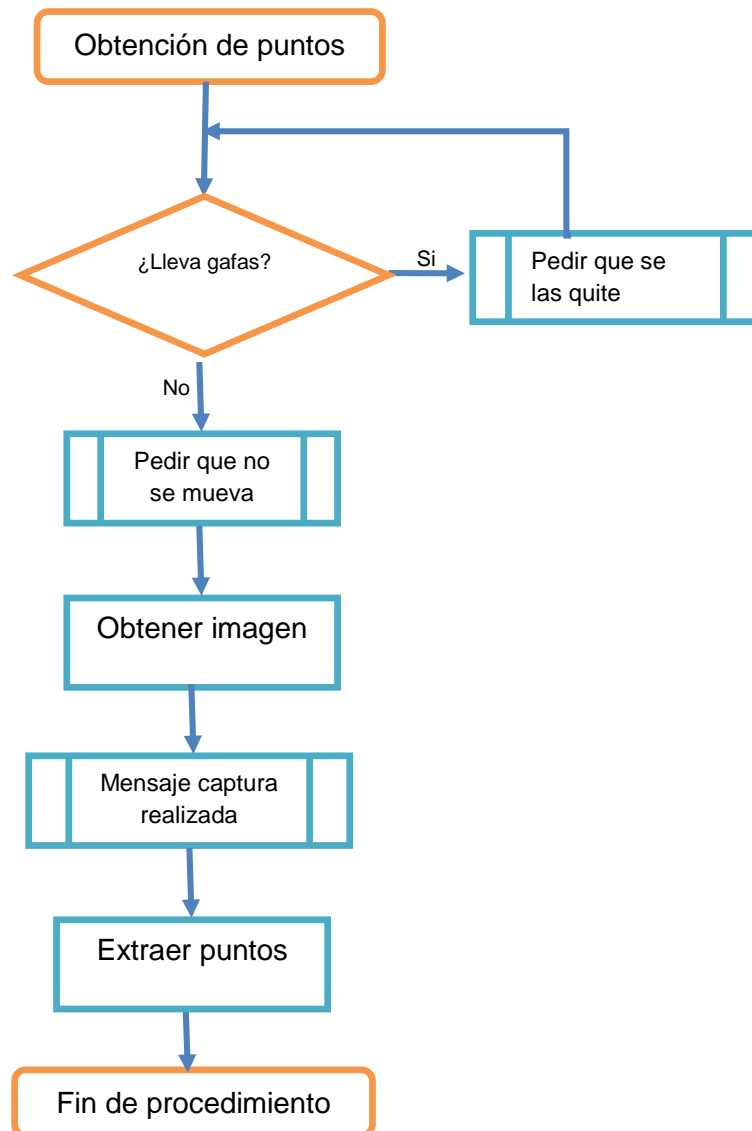 Obtención de puntos
¿Lleva gafas?
Si
Pedir que se
las quite
No
Pedir que no
se mueva
Obtener imagen
Mensaje captura
realizada
Extraer puntos
Fin de procedimiento